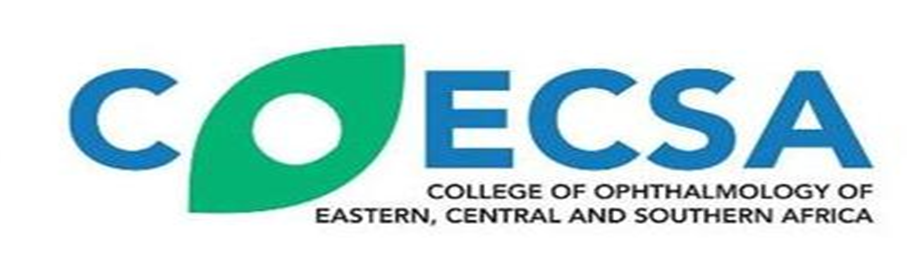 COECSA
COLLEGE OF OPHTHALMOLOGY OF
EASTERN, CENTRAL AND SOUTHERN AFRICA